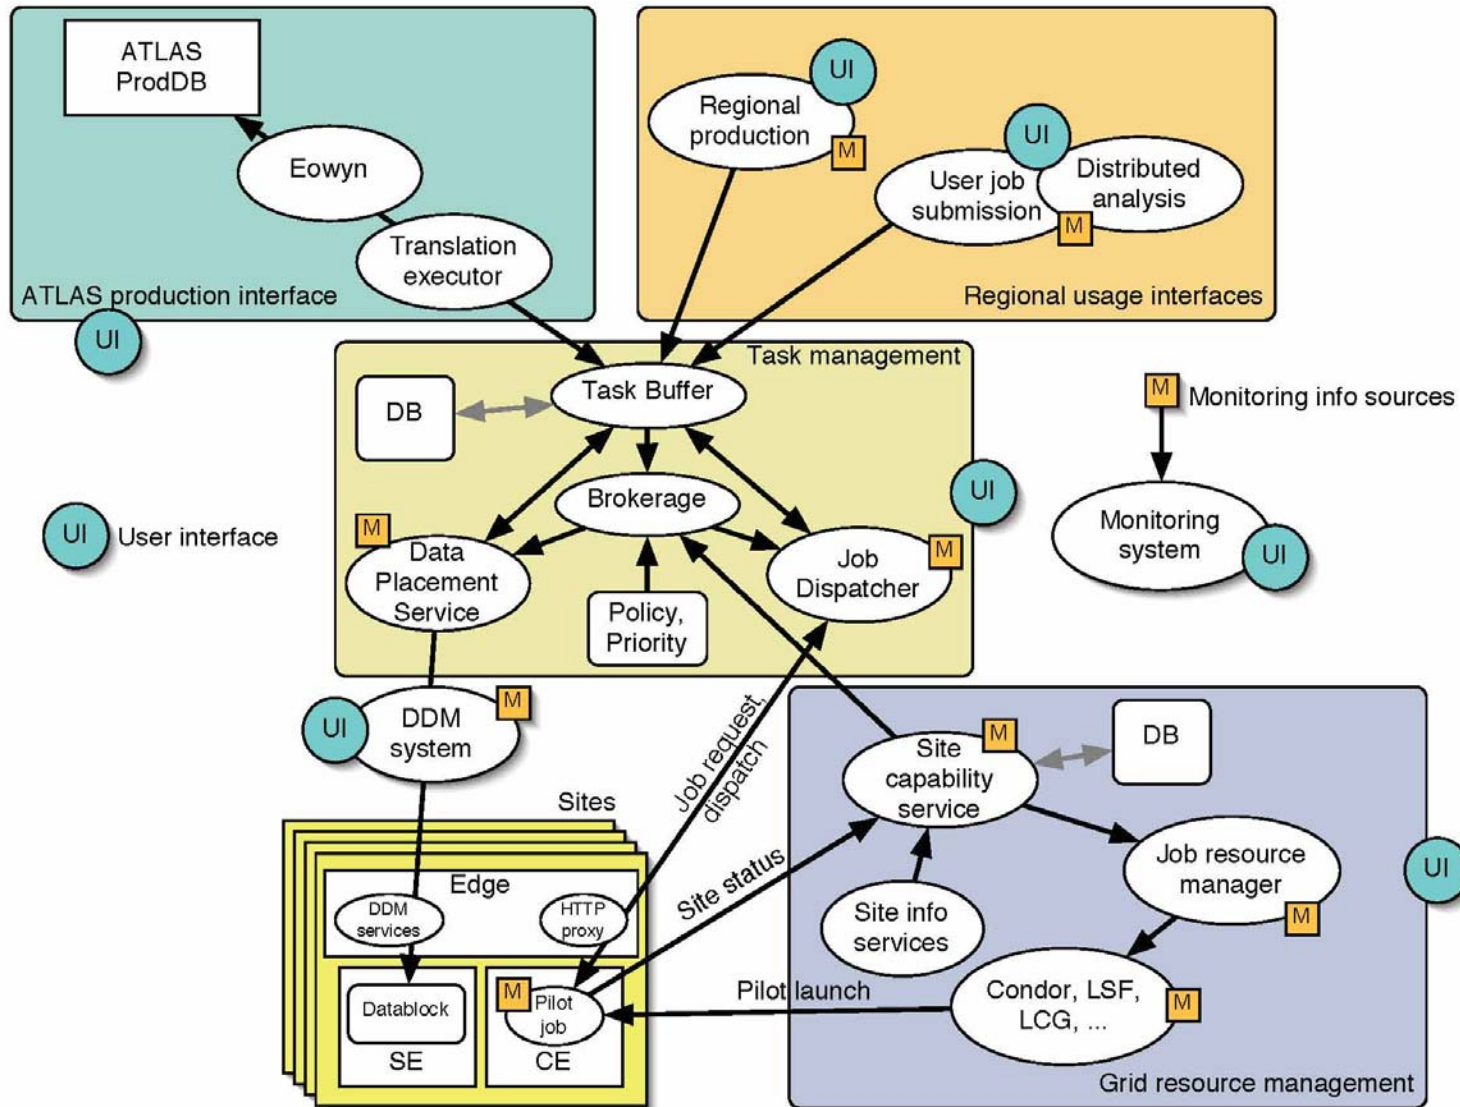 ATLAS
ProdDB
Eowyn
Translation
executor
ATLAS production interface
UI
UI
Regional
production
M
UI
User job
submission
Distributed
analysis
M
Regional usage interfaces
Task management
Task Buffer
DB
Brokerage
M
Data
Placement
Service
Policy,
Priority
Job
Dispatcher
M
UI
UI
User interface
M
Monitoring info sources
Monitoring
system
UI
UI
DDM
system
M
Job request,
dispatch
Site status
Pilot launch
Sites
Edge
DDM
services
HTTP
proxy
Datablock
SE
M
Pilot
job
CE
Site
capability
service
M
DB
Job resource
manager
M
UI
Site info
services
Condor, LSF,
LCG, ...
M
Grid resource management